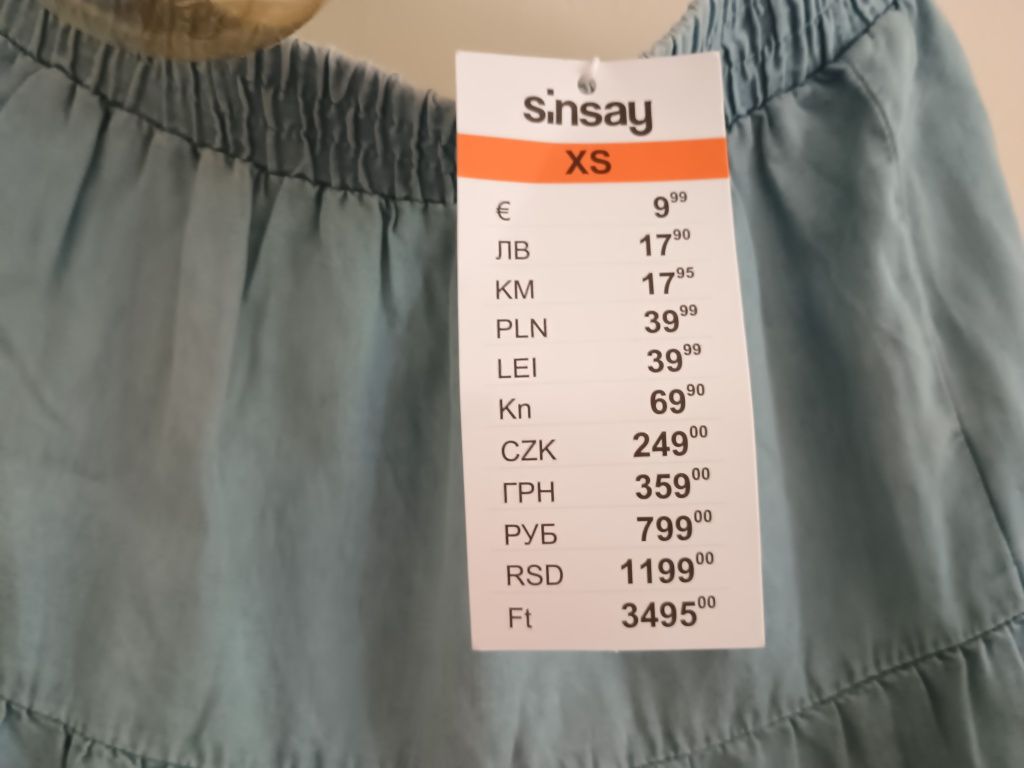 sinsay
XS
€ 9⁹⁹
ЛВ 17⁹⁰
KM 17⁹⁵
PLN 39⁹⁹
LEI 39⁹⁹
Kn 69⁹⁰
CZK 249⁰⁰
ГРН 359⁰⁰
РУБ 799⁰⁰
RSD 1199⁰⁰
Ft 3495⁰⁰